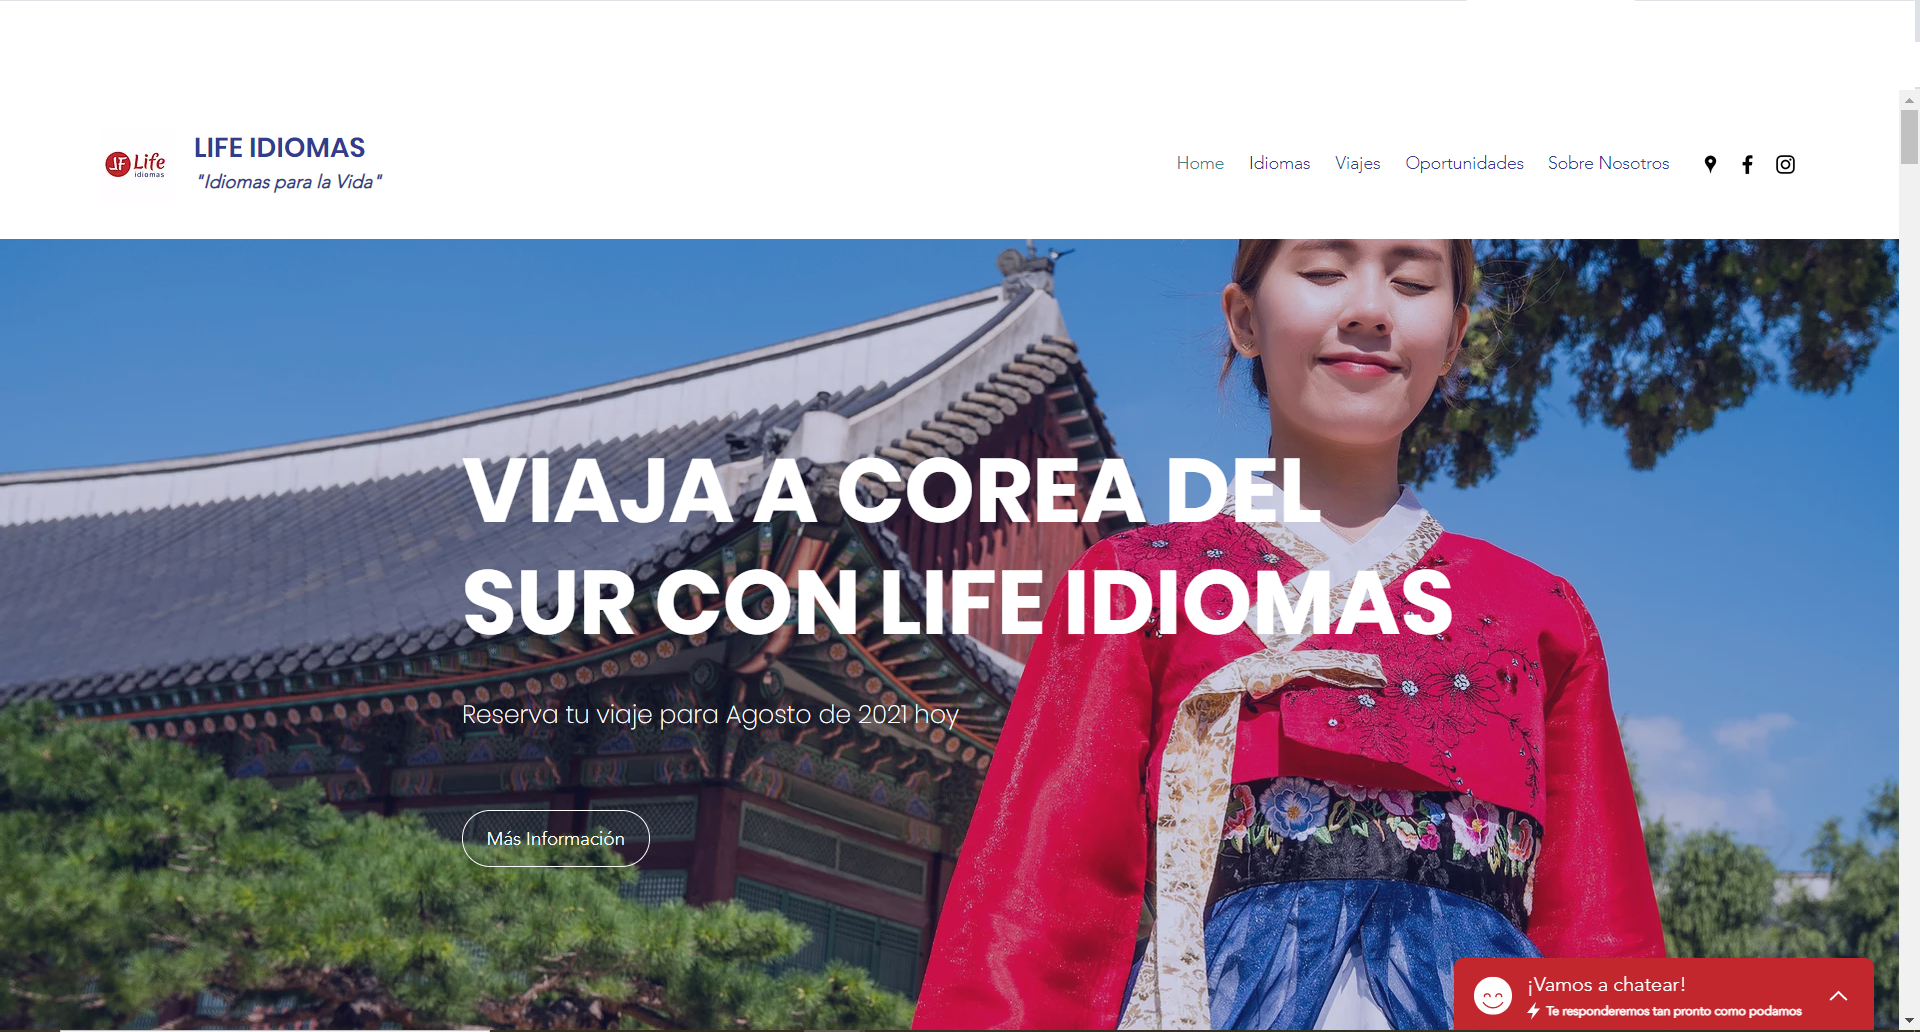 LF Life
idiomas
LIFE IDIOMAS
"Idiomas para la Vida"
Home Idiomas Viajes Oportunidades Sobre Nosotros
VIAJA A COREA DEL
SUR CON LIFE IDIOMAS
Reserva tu viaje para Agosto de 2021 hoy
Más Información
¡Vamos a chatear!
Te responderemos tan pronto como podamos